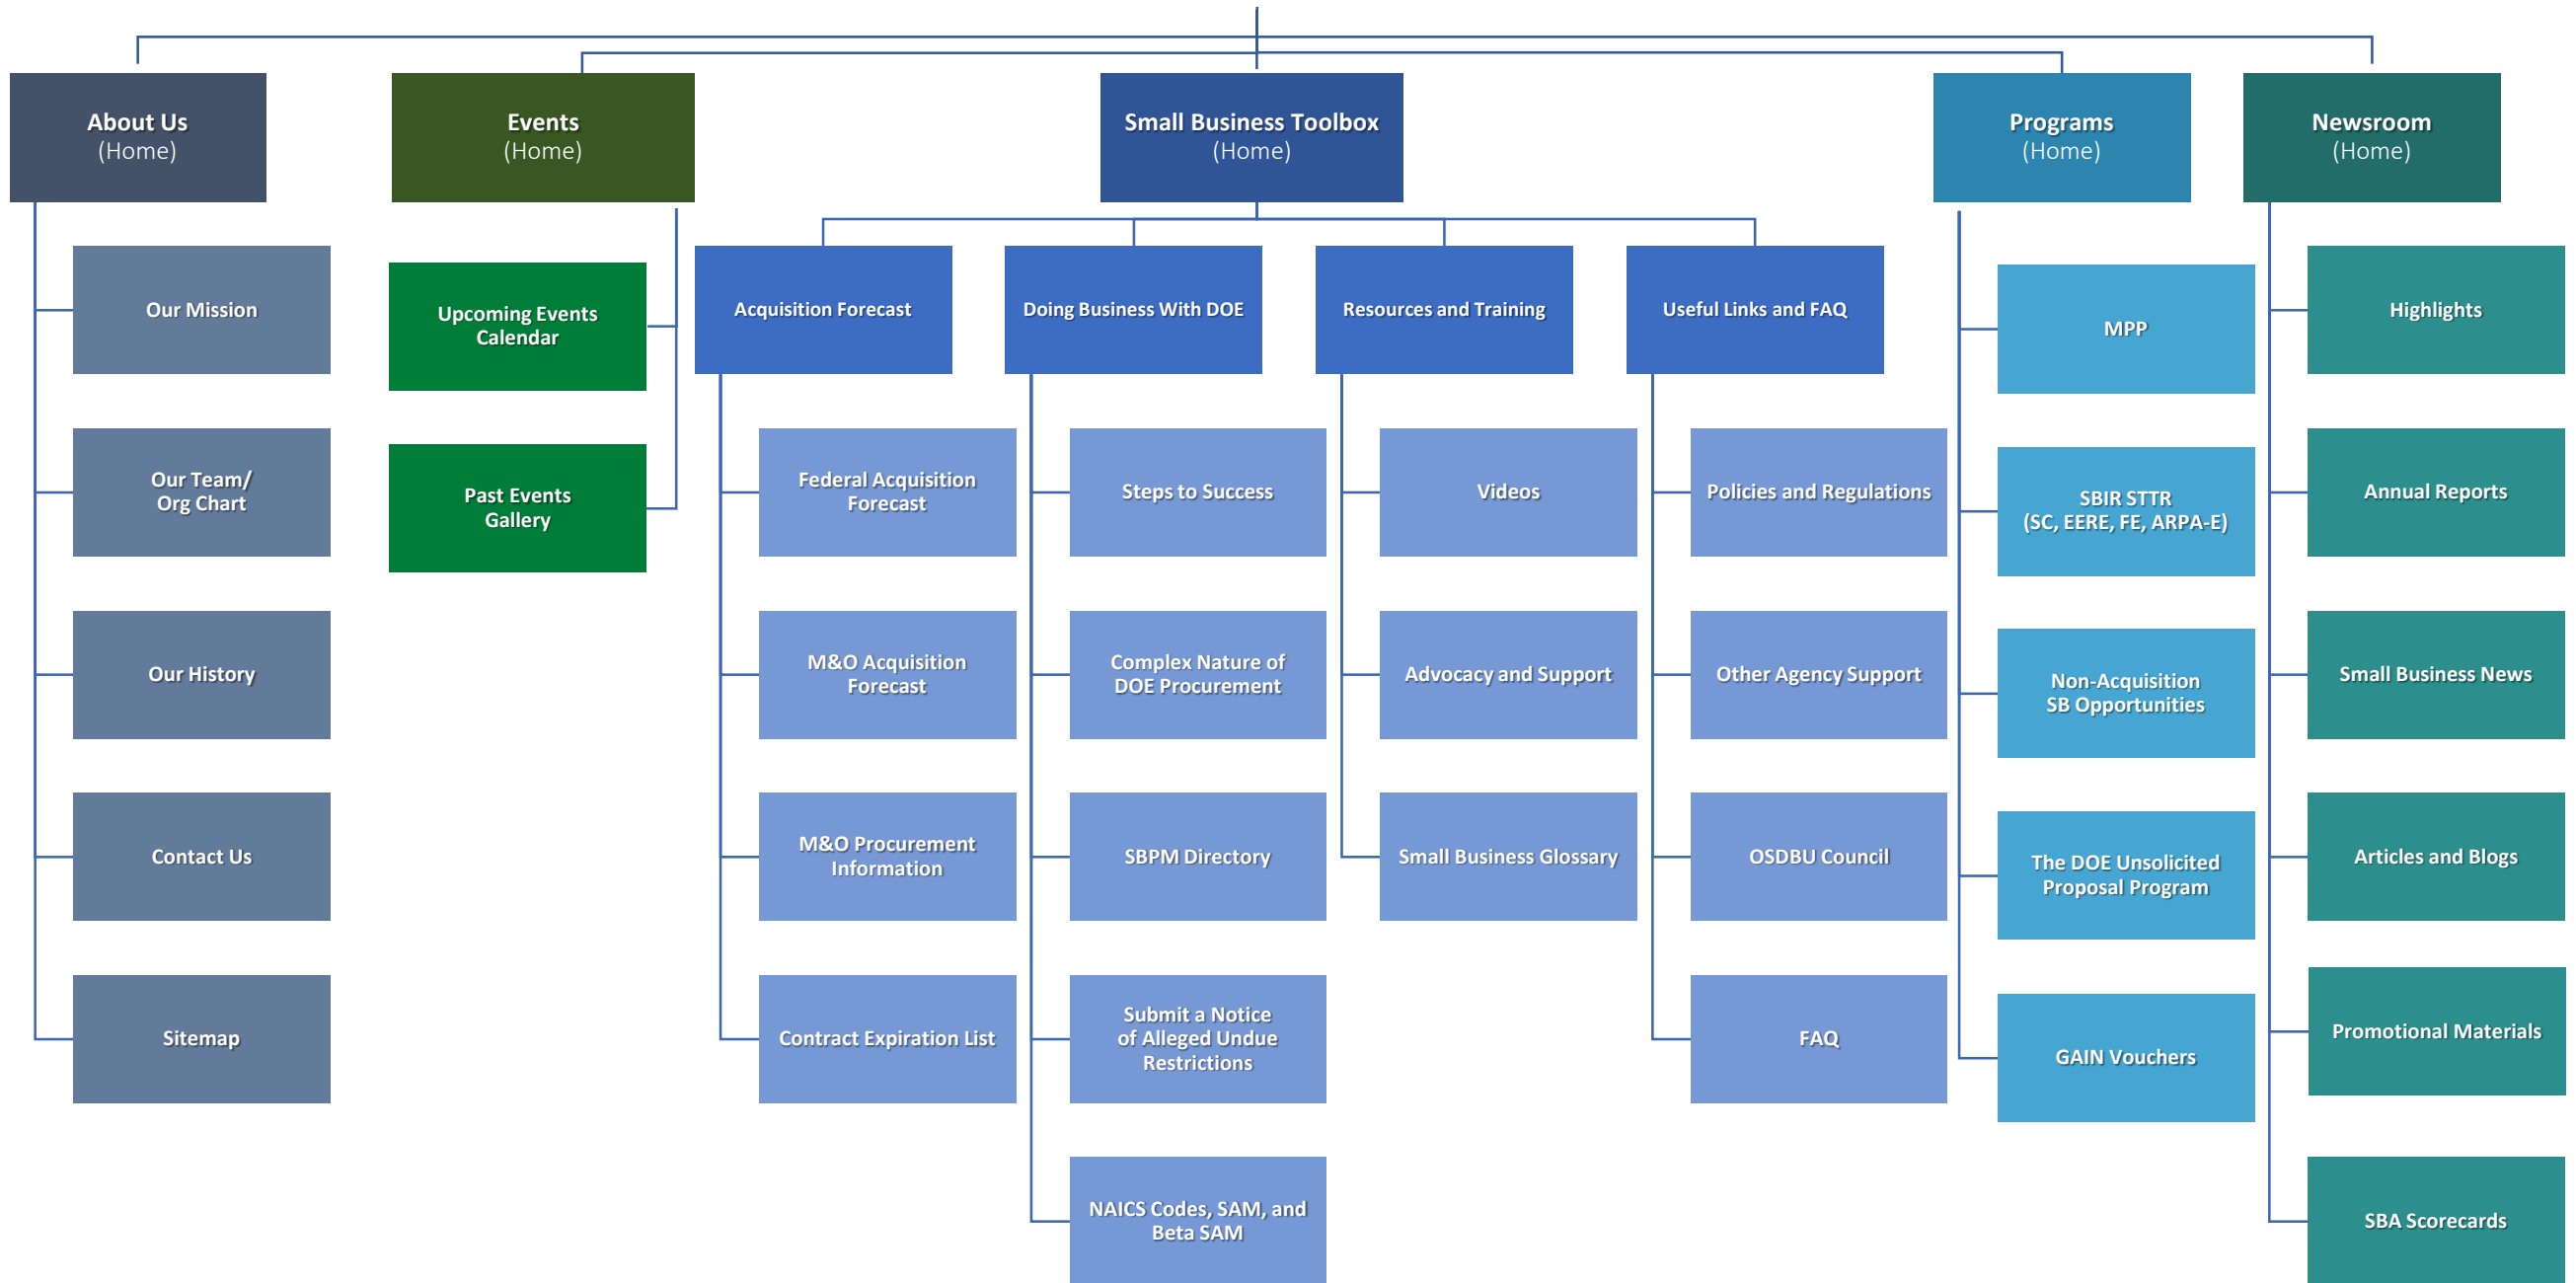 About Us
(Home)
Our Mission
Our Team/
Org Chart
Our History
Contact Us
Sitemap
Events
(Home)
Upcoming Events
Calendar
Past Events
Gallery
Small Business Toolbox
(Home)
Acquisition Forecast
Federal Acquisition
Forecast
M&O Acquisition
Forecast
M&O Procurement
Information
Contract Expiration List
Doing Business With DOE
Steps to Success
Complex Nature of
DOE Procurement
SBPM Directory
Submit a Notice
of Alleged Undue
Restrictions
NAICS Codes, SAM, and
Beta SAM
Resources and Training
Videos
Advocacy and Support
Small Business Glossary
Useful Links and FAQ
Policies and Regulations
Other Agency Support
OSDBU Council
FAQ
Programs
(Home)
MPP
SBIR STTR
(SC, EERE, FE, ARPA-E)
Non-Acquisition
SB Opportunities
The DOE Unsolicited
Proposal Program
GAIN Vouchers
Newsroom
(Home)
Highlights
Annual Reports
Small Business News
Articles and Blogs
Promotional Materials
SBA Scorecards